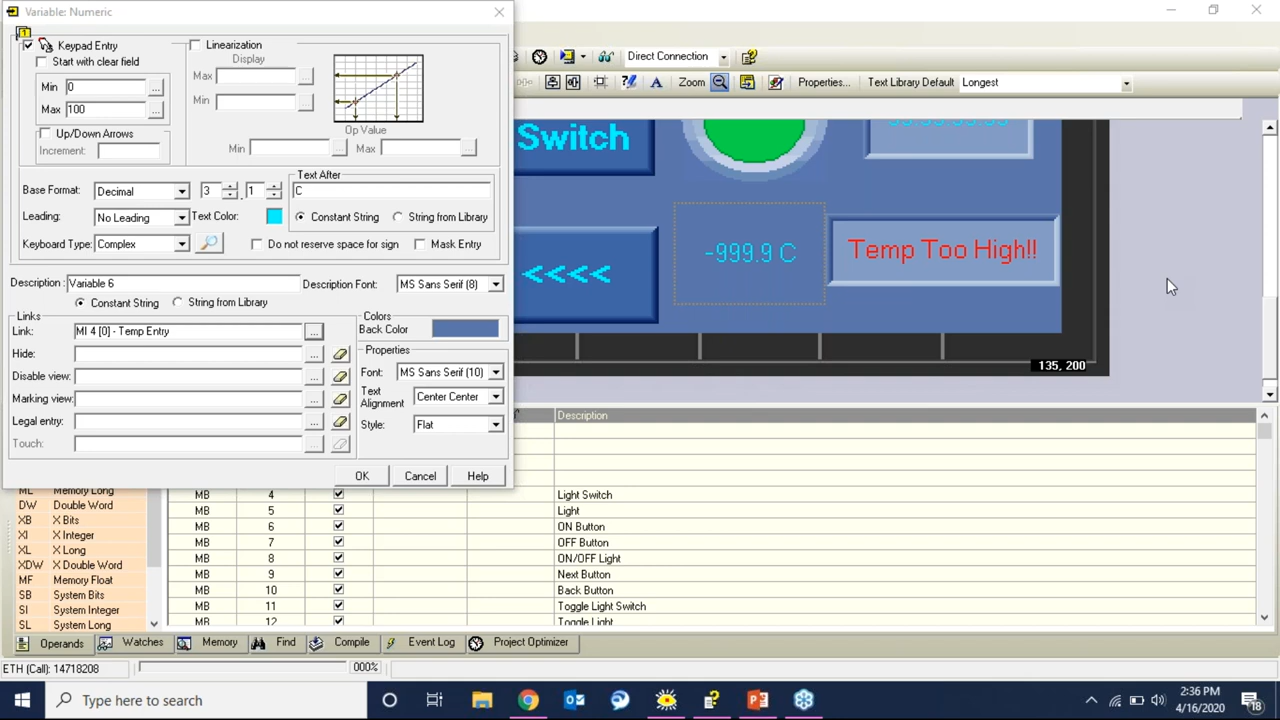 Variable: Numeric
1
Keypad Entry
Start with clear field
Min 0 ...
Max 100 ...
Up/Down Arrows
Increment:
Linearization
Display
Max ...
Min ...
Op Value
Min ... Max ...
Base Format: Decimal 3 . 1
Leading: No Leading Text Color:
Keyboard Type: Complex
Text After
C
Constant String String from Library
Do not reserve space for sign Mask Entry
Description: Variable 6 Description Font: MS Sans Serif (8)
Constant String String from Library
Links
Link: MI 4 [0] - Temp Entry ...
Hide: ...
Disable view: ...
Marking view: ...
Legal entry: ...
Touch: ...
Colors
Back Color
Properties
Font: MS Sans Serif (10)
Text Alignment Center Center
Style: Flat
OK Cancel Help
Direct Connection
A Zoom Properties... Text Library Default Longest
Switch
<<<<
-999.9 C
Temp Too High!!
135, 200
Description
ML Memory Long
DW Double Word
XB X Bits
XI X Integer
XL X Long
XDW X Double Word
MF Memory Float
SB System Bits
SI System Integer
SL System Long
MB 4 Light Switch
MB 5 Light
MB 6 ON Button
MB 7 OFF Button
MB 8 ON/OFF Light
MB 9 Next Button
MB 10 Back Button
MB 11 Toggle Light Switch
MB 12 Toggle Light
Operands Watches Memory Find Compile Event Log Project Optimizer
ETH (Call): 14718208 000%
Type here to search
2:36 PM
4/16/2020
18